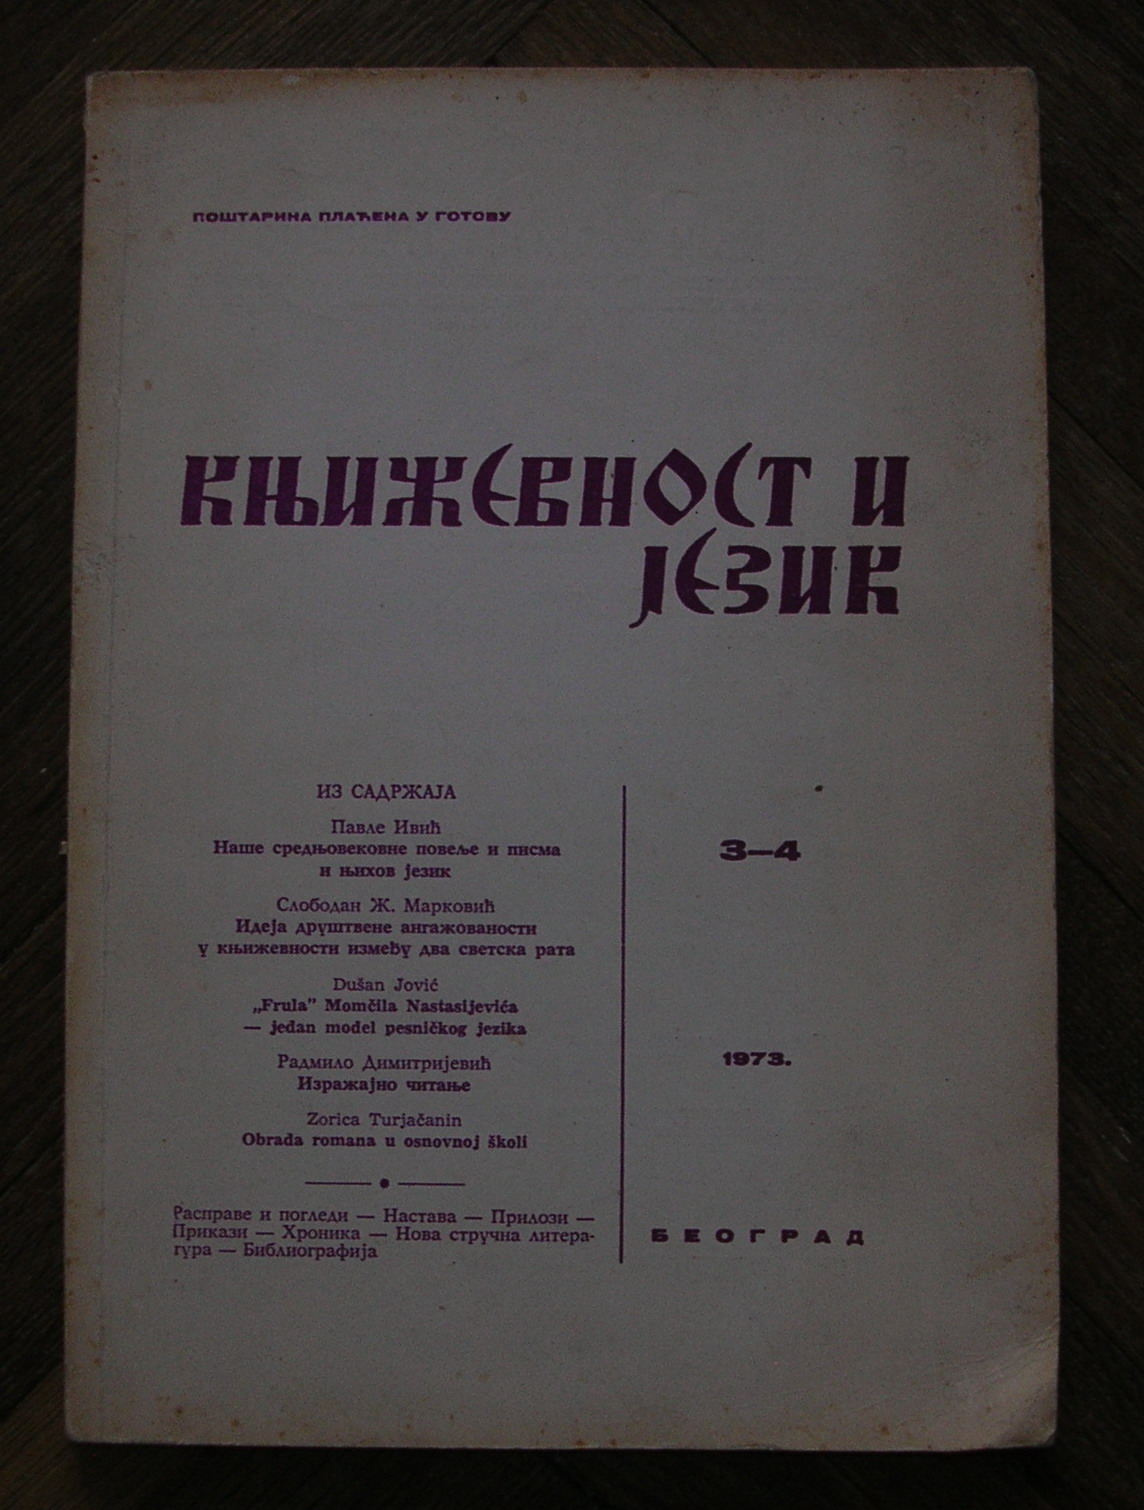 ПОШТАРИНА ПЛАЋЕНА У ГОТОВУ
КЊИЖЕВНОСТ И
ЈЕЗИК
ИЗ САДРЖАЈА
Павле Ивић
Наше средњовековне повеље и писма
и њихов језик
Слободан Ж. Марковић
Идеја друштвене ангажованости
у књижевности између два светска рата
Dušan Jović
„Frula” Momčila Nastasijevića
— jedan model pesničkog jezika
Радмило Димитријевић
Изражајно читање
Zorica Turjačanin
Obrada romana u osnovnoj školi
Расправе и погледи — Настава — Прилози —
Прикази — Хроника — Нова стручна литера-
тура — Библиографија
3—4
1973.
БЕОГРАД